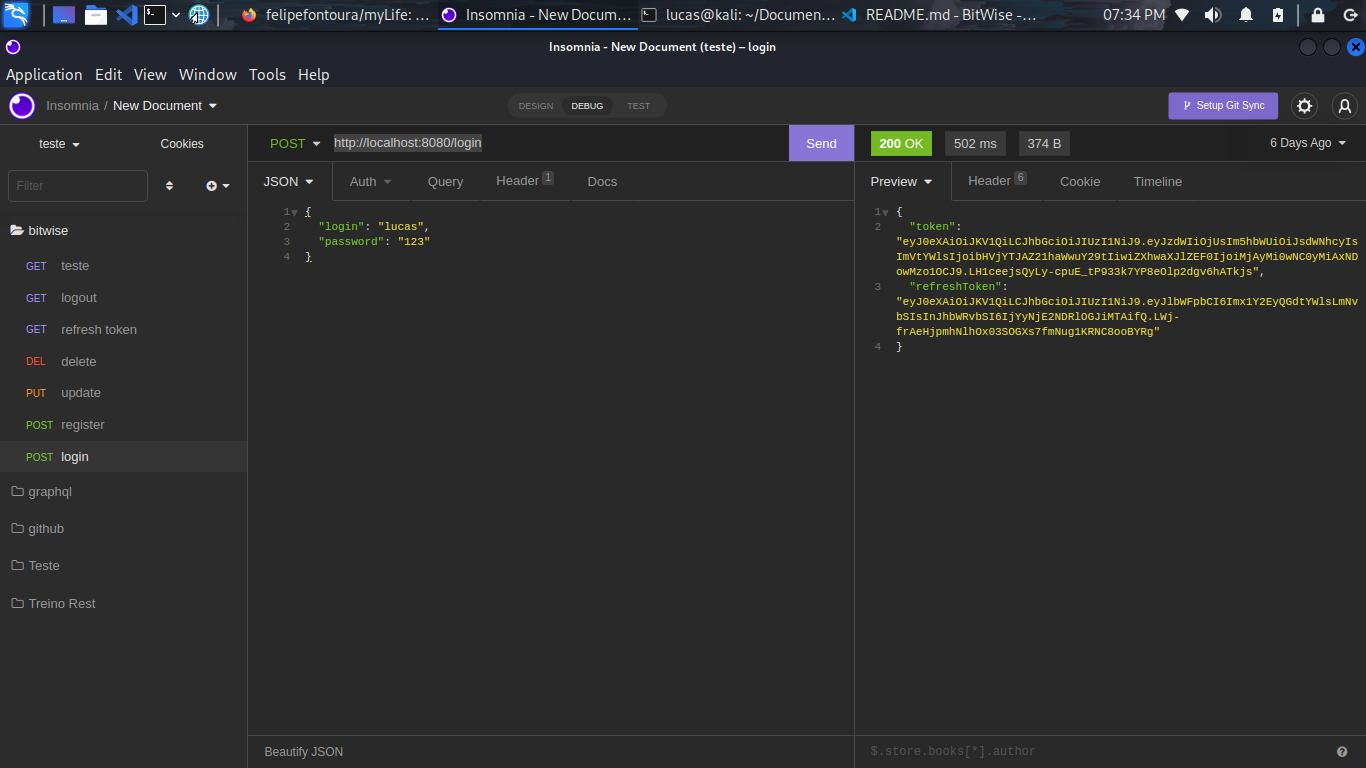 felipefontoura/myLife: ...
Insomnia - New Docum...
lucas@kali: ~/Documen...
README.md - BitWise -...
07:34 PM
Insomnia - New Document (teste) – login
Application Edit View Window Tools Help
Insomnia / New Document
DESIGN DEBUG TEST
Setup Git Sync
teste
Cookies
Filter
bitwise
GET teste
GET logout
GET refresh token
DEL delete
PUT update
POST register
POST login
graphql
github
Teste
Treino Rest
POST http://localhost:8080/login Send
JSON Auth Query Header 1 Docs
1 {
2 "login": "lucas",
3 "password": "123"
4 }
Beautify JSON
200 OK 502 ms 374 B 6 Days Ago
Preview Header 6 Cookie Timeline
1 {
2 "token":
"eyJ0eXAiOiJKV1QiLCJhbGciOiJIUzI1NiJ9.eyJzdWIiOjUsIm5hbWUiOiJsdWNhcyIs
ImVtYWlsIjoibHVjYTJAZ21haWwuY29tIiwiZXhwaXJlZEF0IjoiMjAyMi0wNC0yMiAxND
owMzo1OCJ9.LH1ceejsQyLy-cpuE_tP933k7YP8eOlp2dgv6hATkjs",
3 "refreshToken":
"eyJ0eXAiOiJKV1QiLCJhbGciOiJIUzI1NiJ9.eyJlbWFpbCI6Imx1Y2EyQGdtYWlsLmNv
bSIsInJhbWRvbSI6IjYyNjE2NDRlOGJiMTAifQ.LWj-
frAeHjpmhNlhOx03SOGXs7fmNug1KRNC8ooBYRg"
4 }
$.store.books[*].author